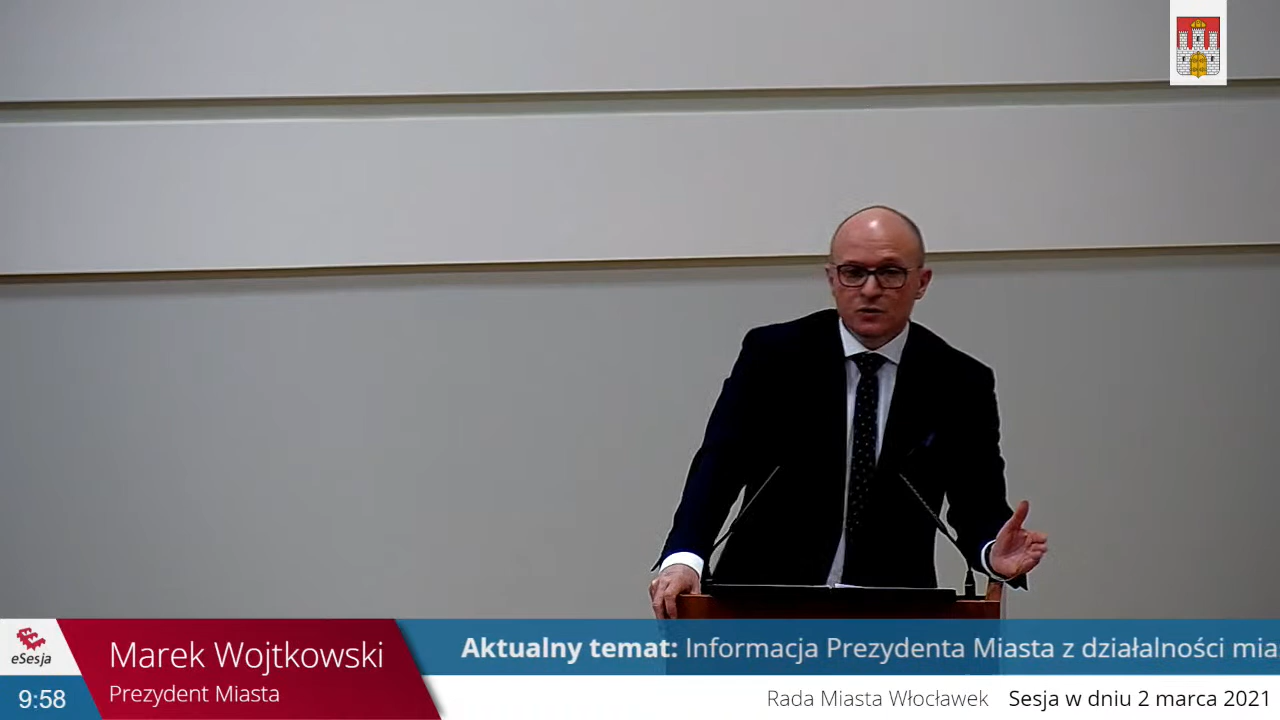 Marek Wojtkowski
Prezydent Miasta
Aktualny temat: Informacja Prezydenta Miasta z działalności mia
eSesja
9:58
Rada Miasta Włocławek Sesja w dniu 2 marca 2021